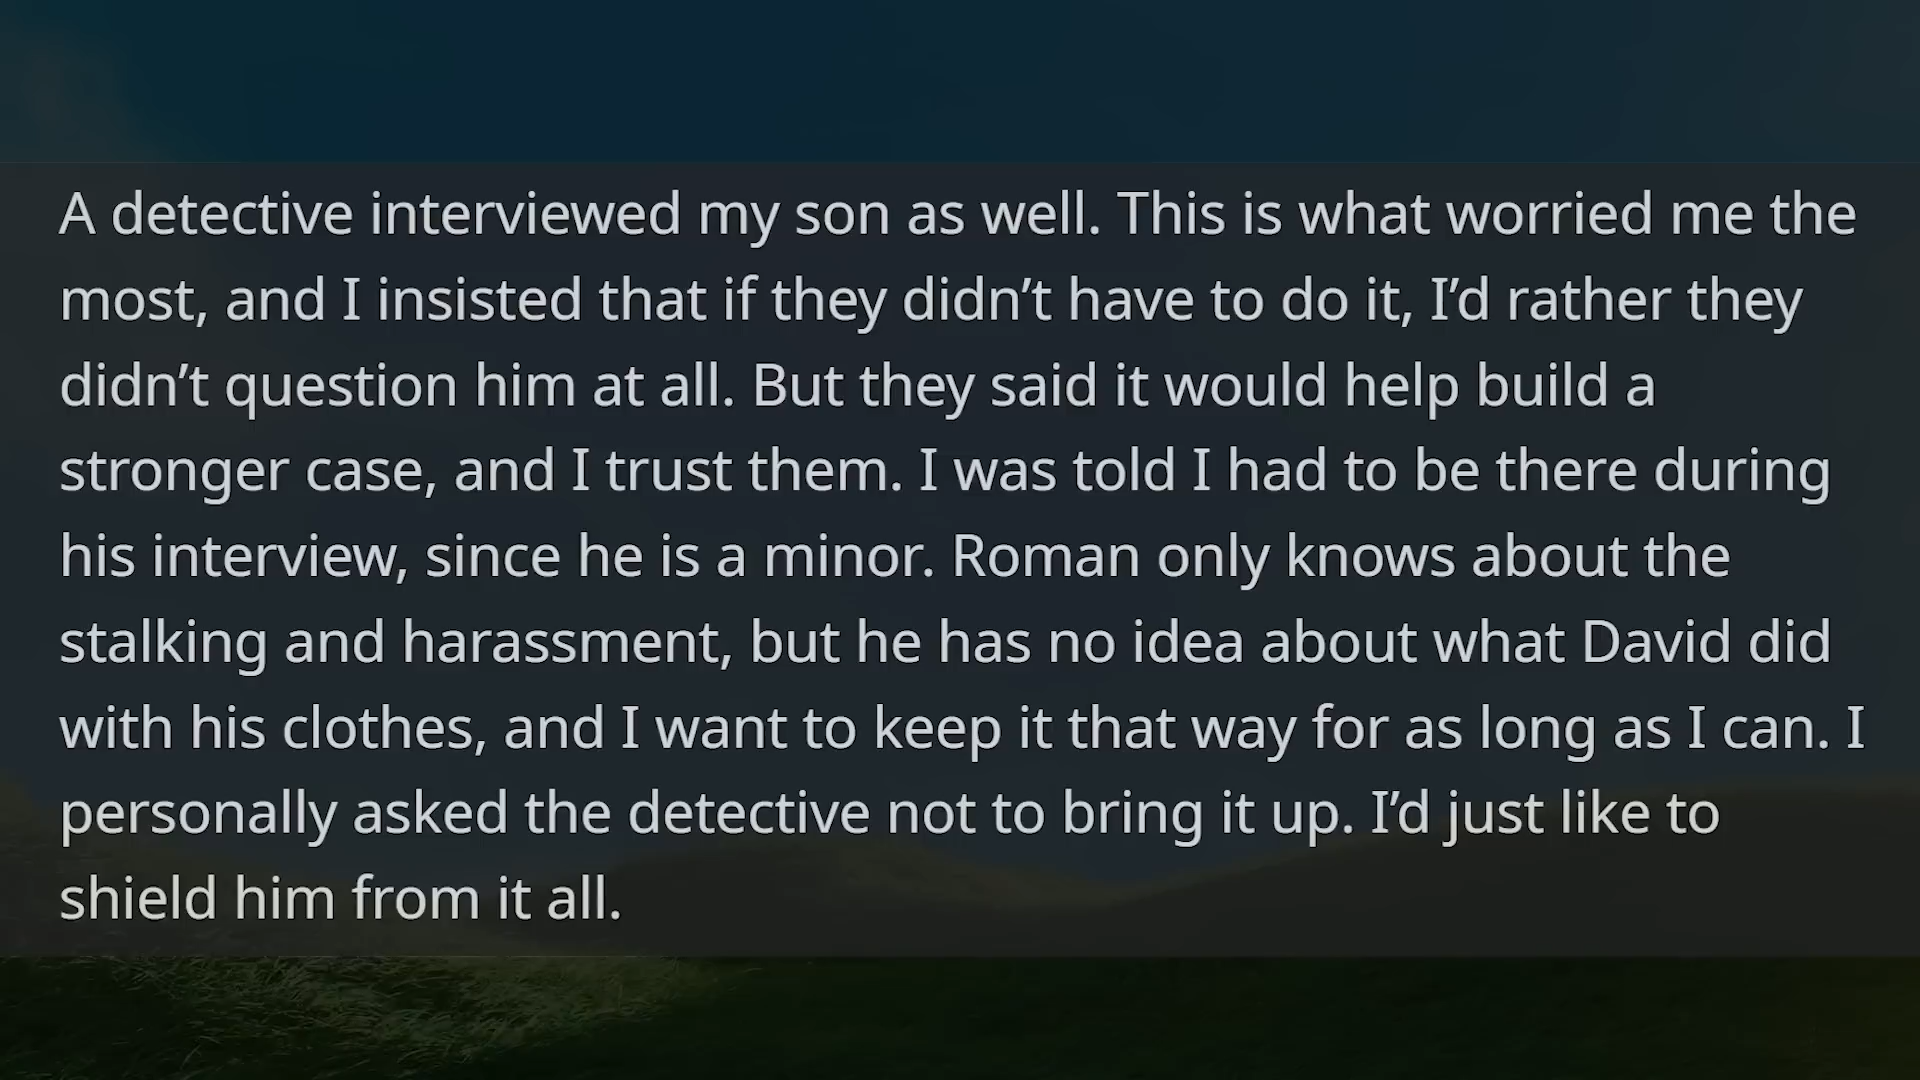 A detective interviewed my son as well. This is what worried me the
most, and I insisted that if they didn’t have to do it, I’d rather they
didn’t question him at all. But they said it would help build a
stronger case, and I trust them. I was told I had to be there during
his interview, since he is a minor. Roman only knows about the
stalking and harassment, but he has no idea about what David did
with his clothes, and I want to keep it that way for as long as I can. I
personally asked the detective not to bring it up. I’d just like to
shield him from it all.